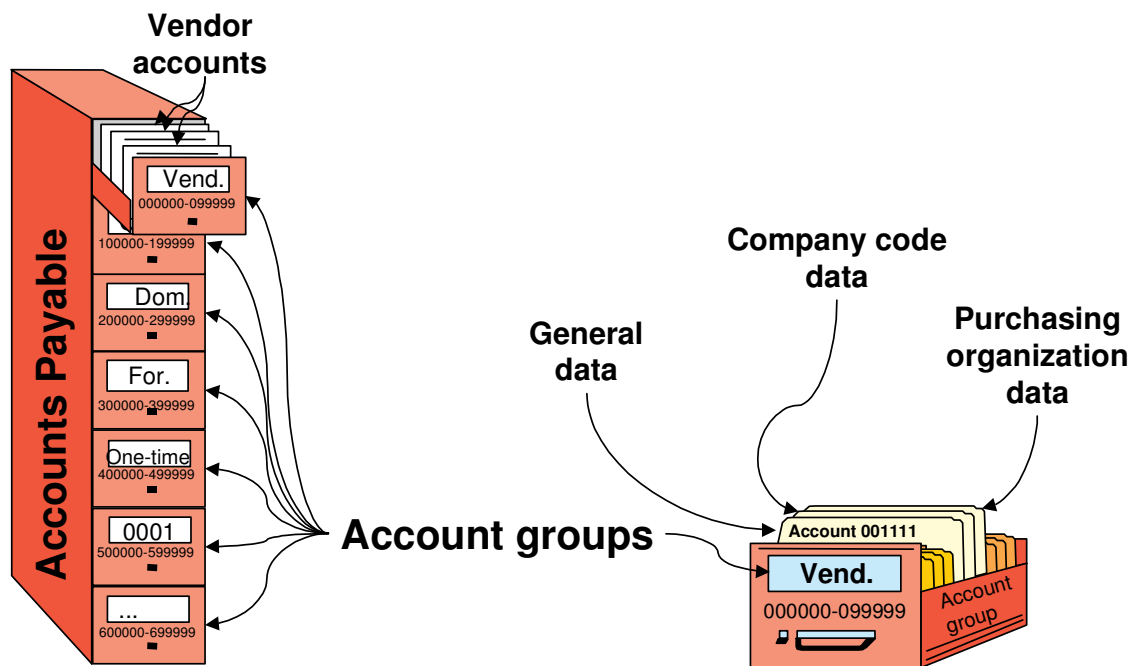 Vendor
accounts
Accounts Payable
Vend.
000000-099999
100000-199999
Dom.
200000-299999
For.
300000-399999
One-time
400000-499999
0001
500000-599999
...
600000-699999
Account groups
General
data
Company code
data
Purchasing
organization
data
Account 001111
Vend.
000000-099999
Account
group